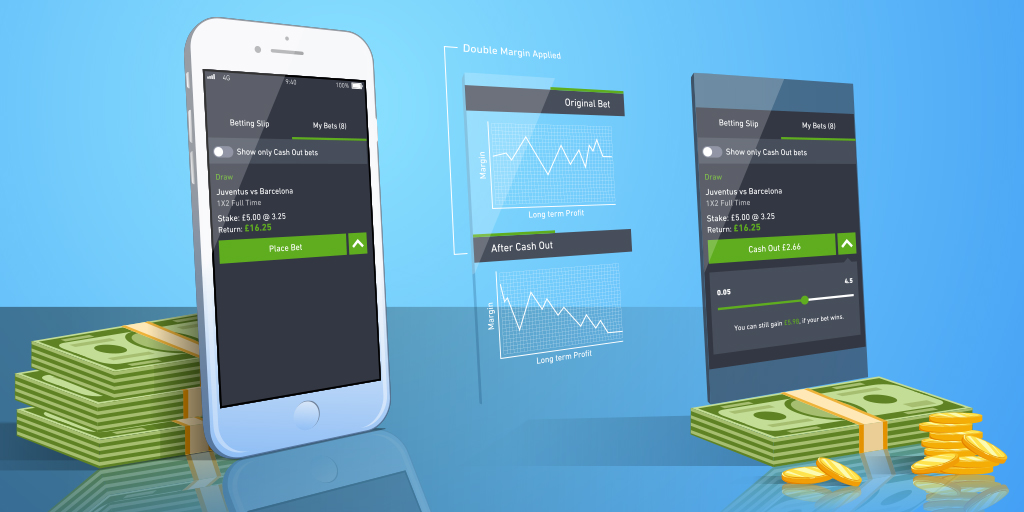 4G
9:40
100%
Betting Slip
My Bets (8)
Show only Cash Out bets
Draw
Juventus vs Barcelona
1X2 Full Time
Stake: £5.00 @ 3.25
Return: £16.25
Place Bet
Double Margin Applied
Original Bet
Margin
Long term Profit
After Cash Out
Margin
Long term Profit
Betting Slip
My Bets (8)
Show only Cash Out bets
Draw
Juventus vs Barcelona
1X2 Full Time
Stake: £5.00 @ 3.25
Return: £16.25
Cash Out £2.66
0.05
4.5
You can still gain £5.90, if your bet wins.